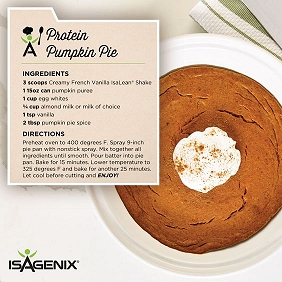 Protein
Pumpkin Pie
INGREDIENTS
3 scoops Creamy French Vanilla IsaLean® Shake
1 15oz can pumpkin puree
1 cup egg whites
¼ cup almond milk or milk of choice
1 tsp vanilla
2 tbsp pumpkin pie spice
DIRECTIONS
Preheat oven to 400 degrees F. Spray 9-inch
pie pan with nonstick spray. Mix together all
ingredients until smooth. Pour batter into pie
pan. Bake for 15 minutes. Lower temperature to
325 degrees F and bake for another 25 minutes.
Let cool before cutting and ENJOY!
ISAGENIX®